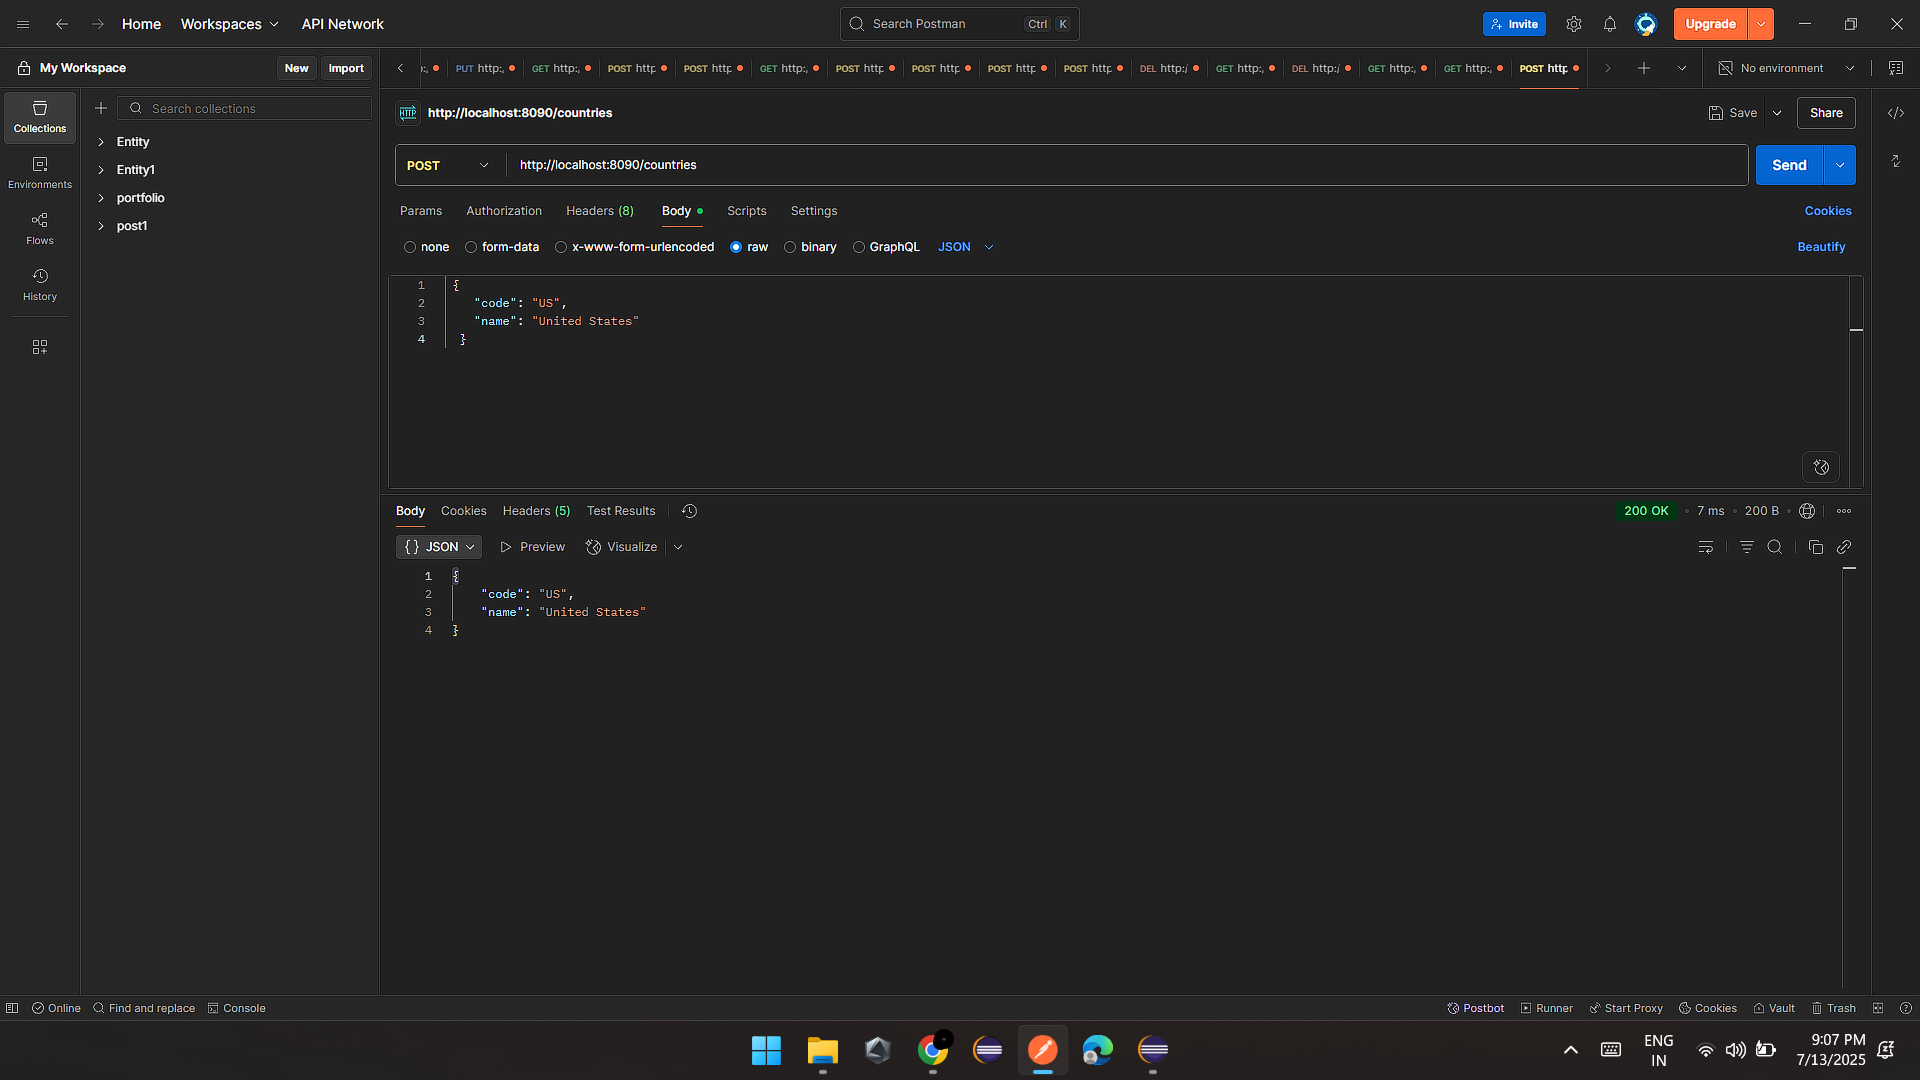 Home Workspaces API Network Search Postman Ctrl K Invite Upgrade
My Workspace New Import PUT http:, GET http:, POST http POST http GET http:, POST http POST http POST http POST http DEL http:/ GET http:, DEL http:/ GET http:, GET http:, POST http No environment
Collections
Environments
Flows
History
Search collections
Entity
Entity1
portfolio
post1
HTTP http://localhost:8090/countries Save Share
POST http://localhost:8090/countries Send
Params Authorization Headers (8) Body Scripts Settings Cookies
none form-data x-www-form-urlencoded raw binary GraphQL JSON Beautify
1 {
2 "code": "US",
3 "name": "United States"
4 }
Body Cookies Headers (5) Test Results 200 OK 7 ms 200 B
{} JSON Preview Visualize
1 {
2 "code": "US",
3 "name": "United States"
4 }
Online Find and replace Console Postbot Runner Start Proxy Cookies Vault Trash
ENG
IN
9:07 PM
7/13/2025